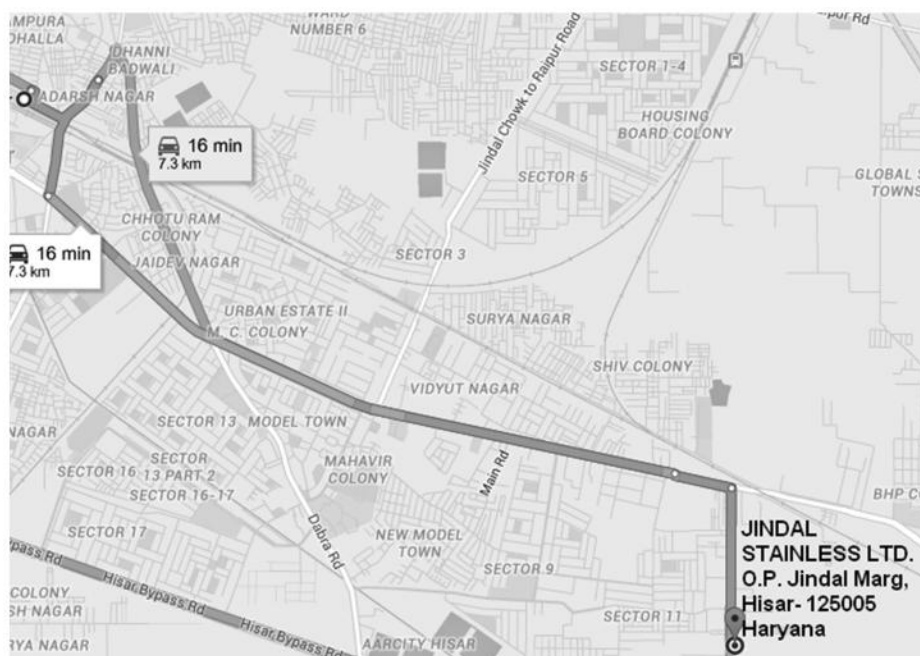 AMPURA
DHALLA
DHANNI
BADWALI
WARD
NUMBER 6
ADARSH NAGAR
16 min
7.3 km
Jindal Chowk to Raipur Road
SECTOR 1-4
HOUSING
BOARD COLONY
SECTOR 5
GLOBAL S
TOWNS
CHHOTU RAM
COLONY
JAIDEV NAGAR
16 min
7.3 km
SECTOR 3
URBAN ESTATE II
M. C. COLONY
SURYA NAGAR
SHIV COLONY
VIDYUT NAGAR
SECTOR 13
MODEL TOWN
NAGAR
SECTOR
13 PART 2
SECTOR 16
SECTOR 16-17
MAHAVIR
COLONY
Main Rd
SECTOR 17
Dabra Rd
NEW MODEL
TOWN
SECTOR 9
BHP CO
JINDAL
STAINLESS LTD.
O.P. Jindal Marg,
Hisar- 125005
Haryana
SECTOR 11
Bypass Rd
Hisar Bypass Rd
Hisar Bypass Rd
COLONY
SH NAGAR
RYA NAGAR
AARCITY HISAR